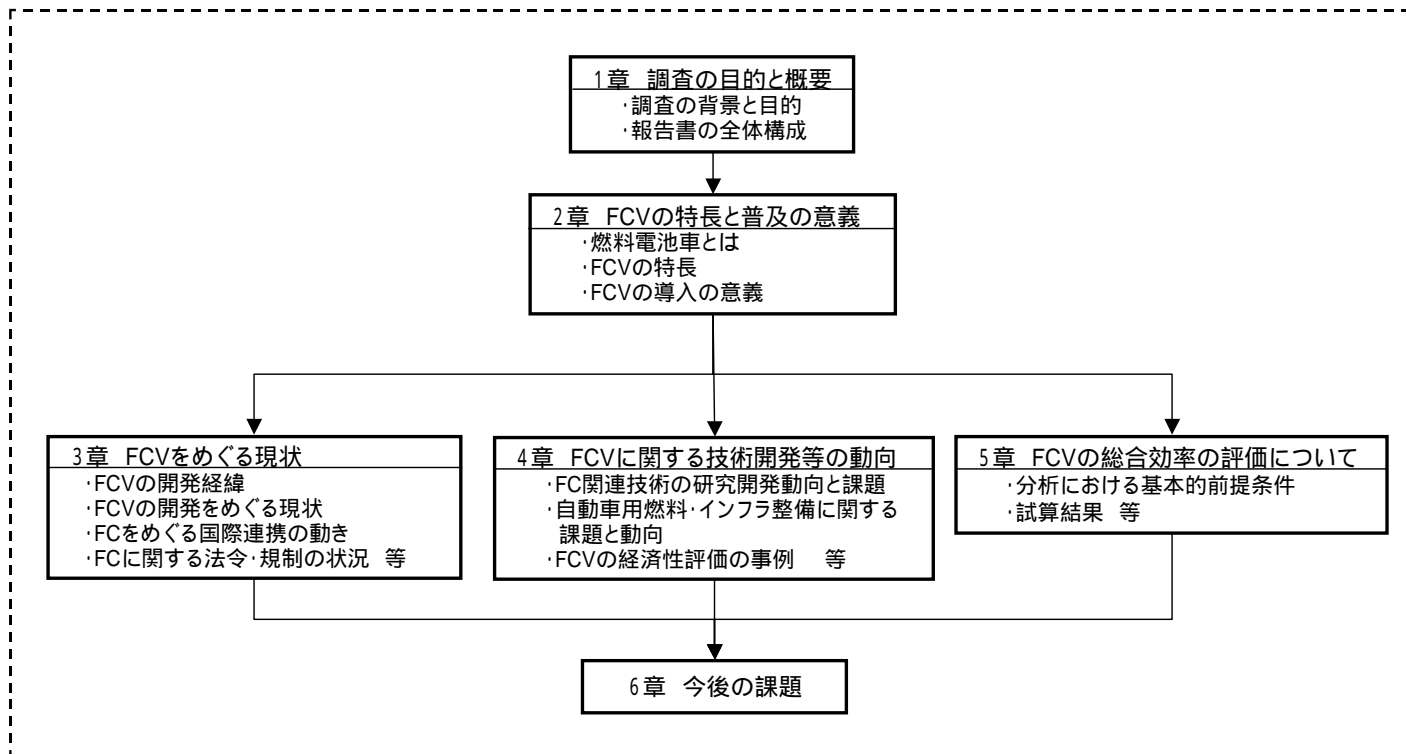 1章 調査の目的と概要
･調査の背景と目的
･報告書の全体構成
2章 FCVの特長と普及の意義
･燃料電池車とは
･FCVの特長
･FCVの導入の意義
3章 FCVをめぐる現状
･FCVの開発経緯
･FCVの開発をめぐる現状
･FCをめぐる国際連携の動き
･FCに関する法令･規制の状況 等
4章 FCVに関する技術開発等の動向
･FC関連技術の研究開発動向と課題
･自動車用燃料･インフラ整備に関する
課題と動向
･FCVの経済性評価の事例 等
5章 FCVの総合効率の評価について
･分析における基本的前提条件
･試算結果 等
6章 今後の課題